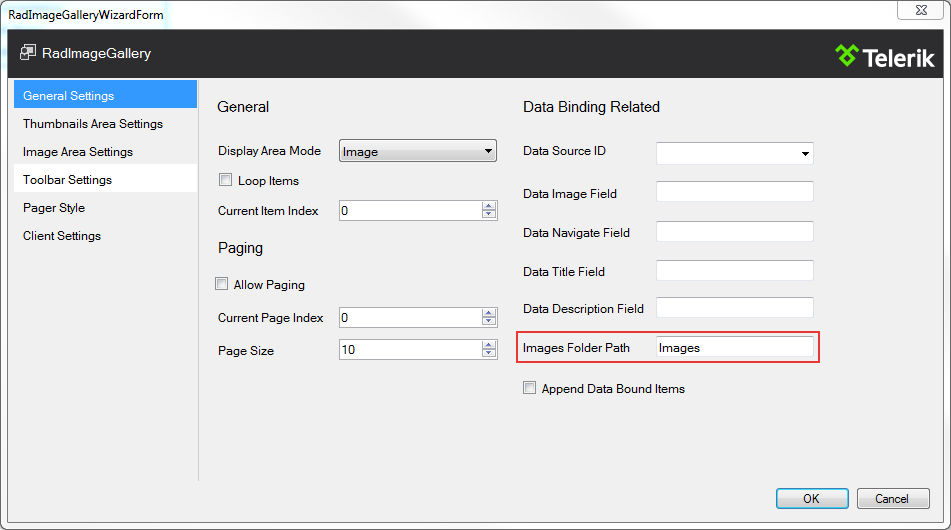 RadImageGalleryWizardForm
RadImageGallery
Telerik
General Settings
Thumbnails Area Settings
Image Area Settings
Toolbar Settings
Pager Style
Client Settings
General
Display Area Mode Image
Loop Items
Current Item Index 0
Paging
Allow Paging
Current Page Index 0
Page Size 10
Data Binding Related
Data Source ID
Data Image Field
Data Navigate Field
Data Title Field
Data Description Field
Images Folder Path Images
Append Data Bound Items
OK Cancel